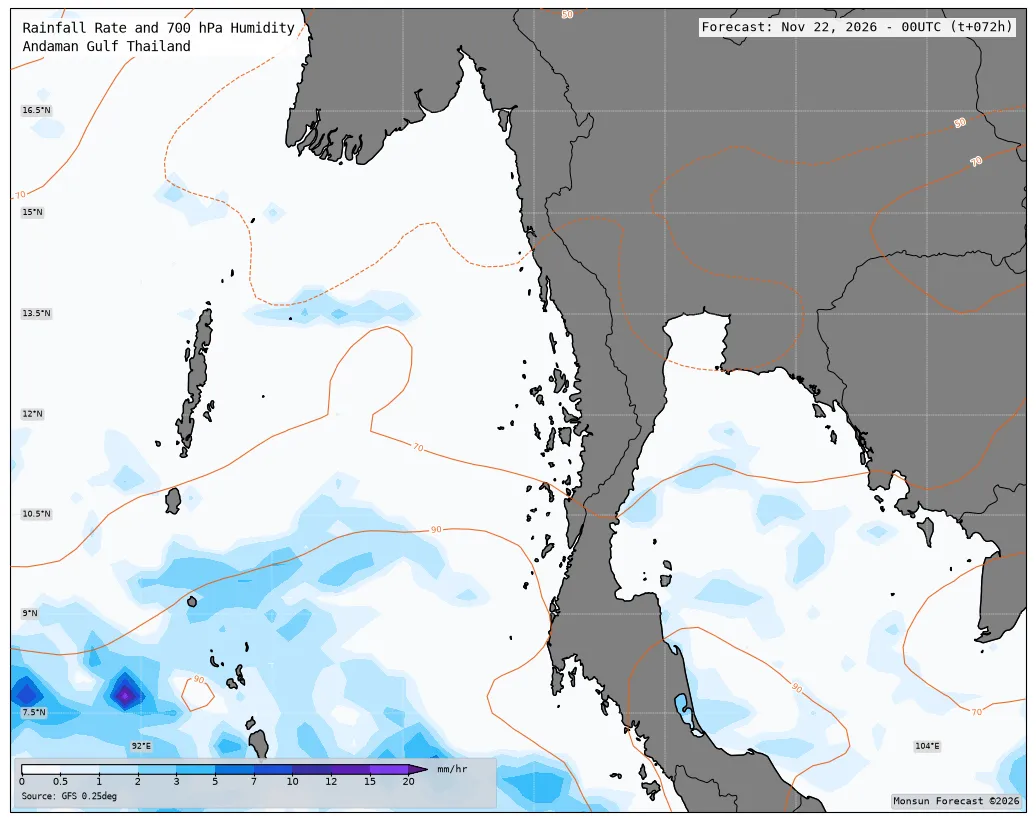 50
Rainfall Rate and 700 hPa Humidity
Andaman Gulf Thailand
Forecast: Nov 22, 2026 - 00UTC (t+072h)
16.5°N
50
70
70
15°N
13.5°N
12°N
70
10.5°N
90
9°N
90
90
7.5°N
70
92°E
104°E
mm/hr
0 0.5 1 2 3 5 7 10 12 15 20
Source: GFS 0.25deg
Monsun Forecast ©2026